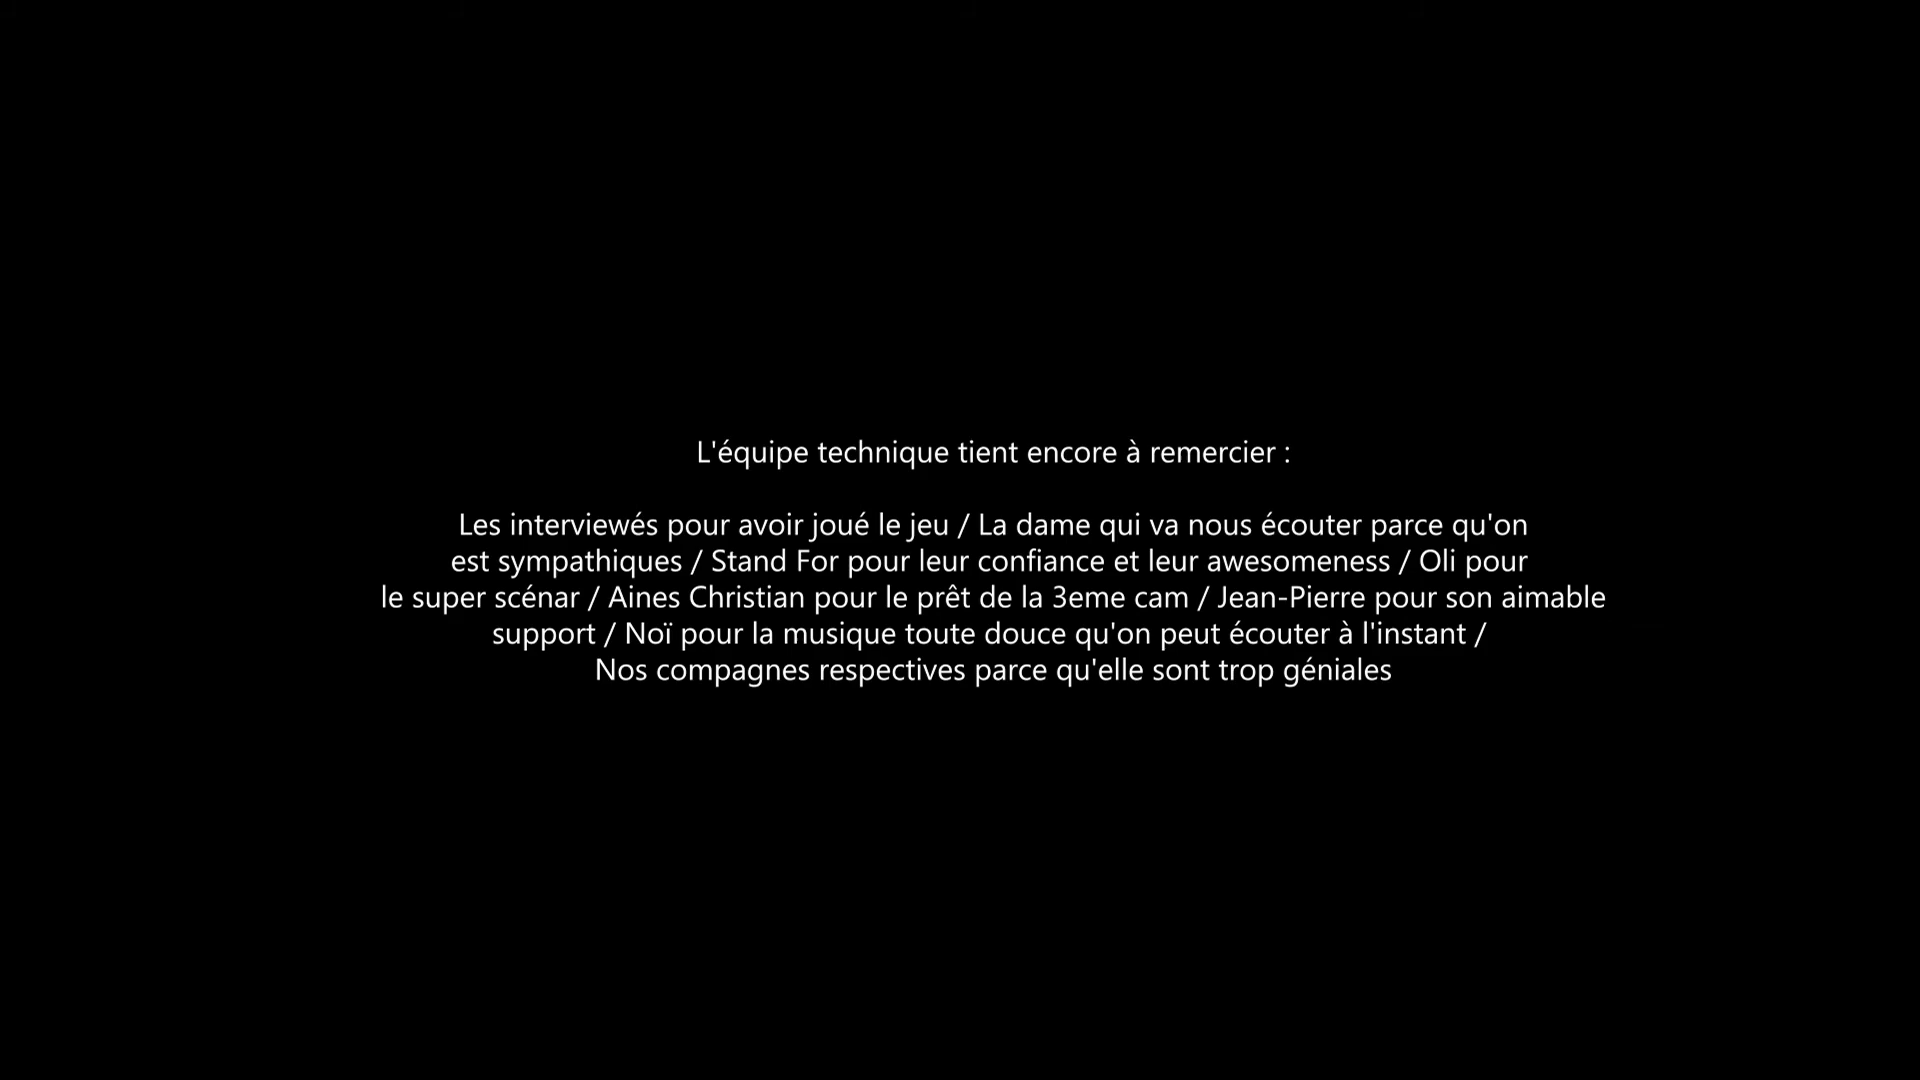 L'équipe technique tient encore à remercier :
Les interviewés pour avoir joué le jeu / La dame qui va nous écouter parce qu'on
est sympathiques / Stand For pour leur confiance et leur awesomeness / Oli pour
le super scénar / Aines Christian pour le prêt de la 3eme cam / Jean-Pierre pour son aimable
support / Noï pour la musique toute douce qu'on peut écouter à l'instant /
Nos compagnes respectives parce qu'elle sont trop géniales